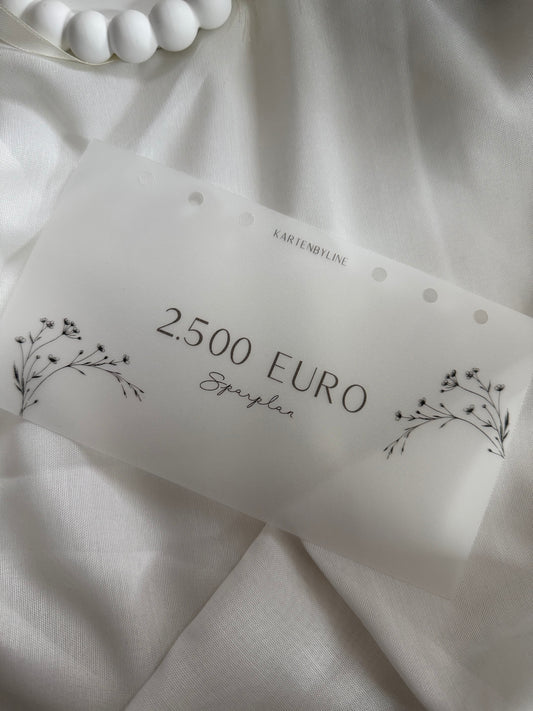 KARTENBYLINE
2.500 EURO
Sparplan